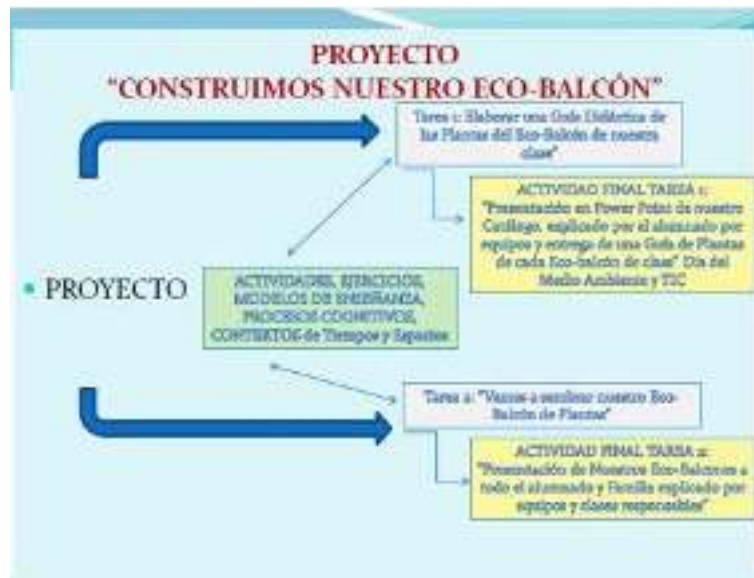 PROYECTO
"CONSTRUIMOS NUESTRO ECO-BALCÓN"
Tarea 1: Elaborar una Guía Didáctica de
las Plantas del Eco-Balcón de nuestra
clase"
ACTIVIDAD FINAL TAREA 1:
"Presentación en Power Point de nuestro
Catálogo, explicado por el alumnado por
equipos y entrega de una Guía de Plantas
de cada Eco-balcón de clase" Día del
Medio Ambiente y TIC
• PROYECTO
ACTIVIDADES, EJERCICIOS,
MODELOS DE ENSEÑANZA,
PROCESOS COGNITIVOS,
CONTEXTOS de Tiempos y Espacios
Tarea 2: "Vamos a sembrar nuestro Eco-
Balcón de Plantas"
ACTIVIDAD FINAL TAREA 2:
"Presentación de Nuestros Eco-Balcones a
todo el alumnado y Familia explicado por
equipos y clases responsables"